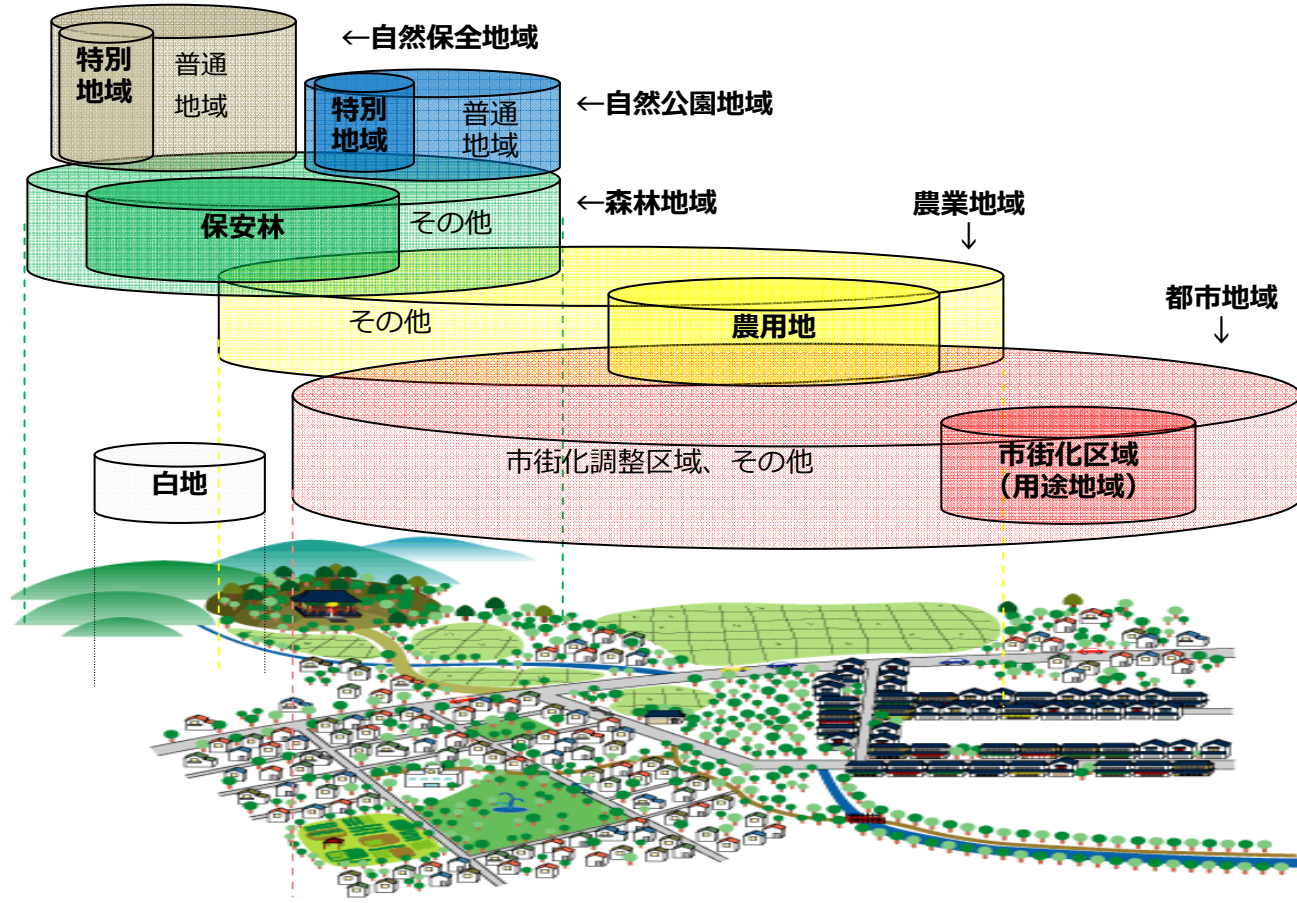 ←自然保全地域
特別
地域
普通
地域
←自然公園地域
特別
地域
普通
地域
←森林地域
保安林
その他
農業地域
↓
その他
農用地
都市地域
↓
市街化調整区域、その他
市街化区域
（用途地域）
白地